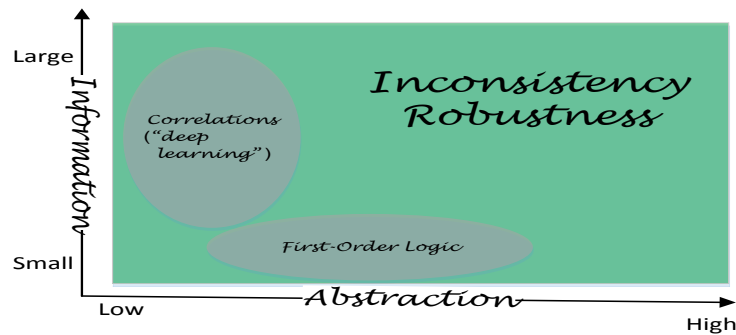 Large
Information
Small
Inconsistency
Robustness
Correlations
("deep
learning")
First-Order Logic
Low
Abstraction
High